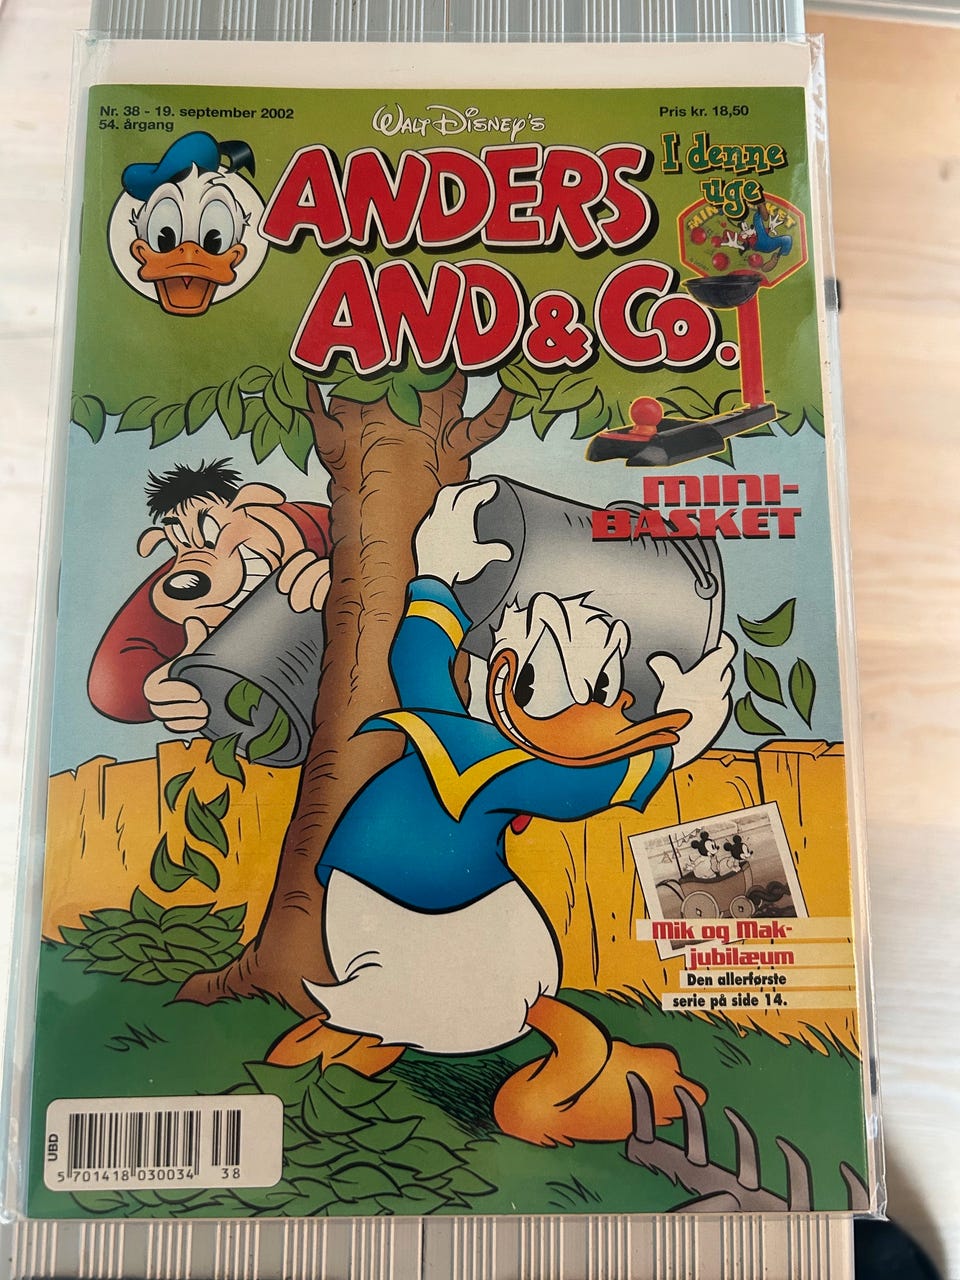 Nr. 38 - 19. september 2002
54. årgang
WALT DISNEY'S
Pris kr. 18,50
ANDERS
AND & CO.
I denne
uge
MINI-
BASKET
Mik og Mak-
jubilæum
Den allerførste
serie på side 14.
UBD
5 701418 030034 38